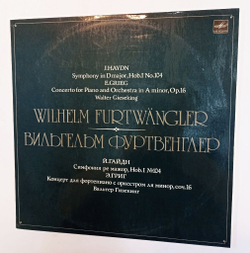 J.HAYDN
Symphony in D major, Hob.I No.104
E.GRIEG
Concerto for Piano and Orchestra in A minor, Op.16
Walter Gieseking
WILHELM FURTWÄNGLER
ВИЛЬГЕЛЬМ ФУРТВЕНГЛЕР
Й.ГАЙДН
Симфония ре мажор, Hob.I №104
Э.ГРИГ
Концерт для фортепиано с оркестром ля минор, соч.16
Вальтер Гизекинг